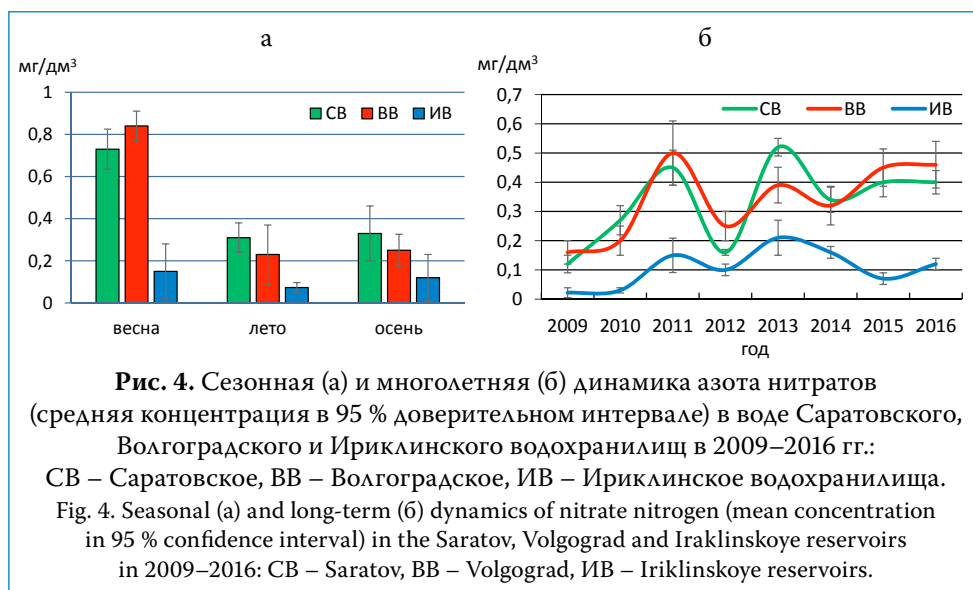 а
мг/дм³
1
0,8
0,6
0,4
0,2
0
СВ ВВ ИВ
весна лето осень
б
мг/дм³
0,7
0,6
0,5
0,4
0,3
0,2
0,1
0
СВ ВВ ИВ
2009 2010 2011 2012 2013 2014 2015 2016
год
Рис. 4. Сезонная (а) и многолетняя (б) динамика азота нитратов
(средняя концентрация в 95 % доверительном интервале) в воде Саратовского,
Волгоградского и Ириклинского водохранилищ в 2009–2016 гг.:
СВ – Саратовское, ВВ – Волгоградское, ИВ – Ириклинское водохранилища.
Fig. 4. Seasonal (a) and long-term (б) dynamics of nitrate nitrogen (mean concentration
in 95 % confidence interval) in the Saratov, Volgograd and Iraklinskoye reservoirs
in 2009–2016: СВ – Saratov, ВВ – Volgograd, ИВ – Iriklinskoye reservoirs.